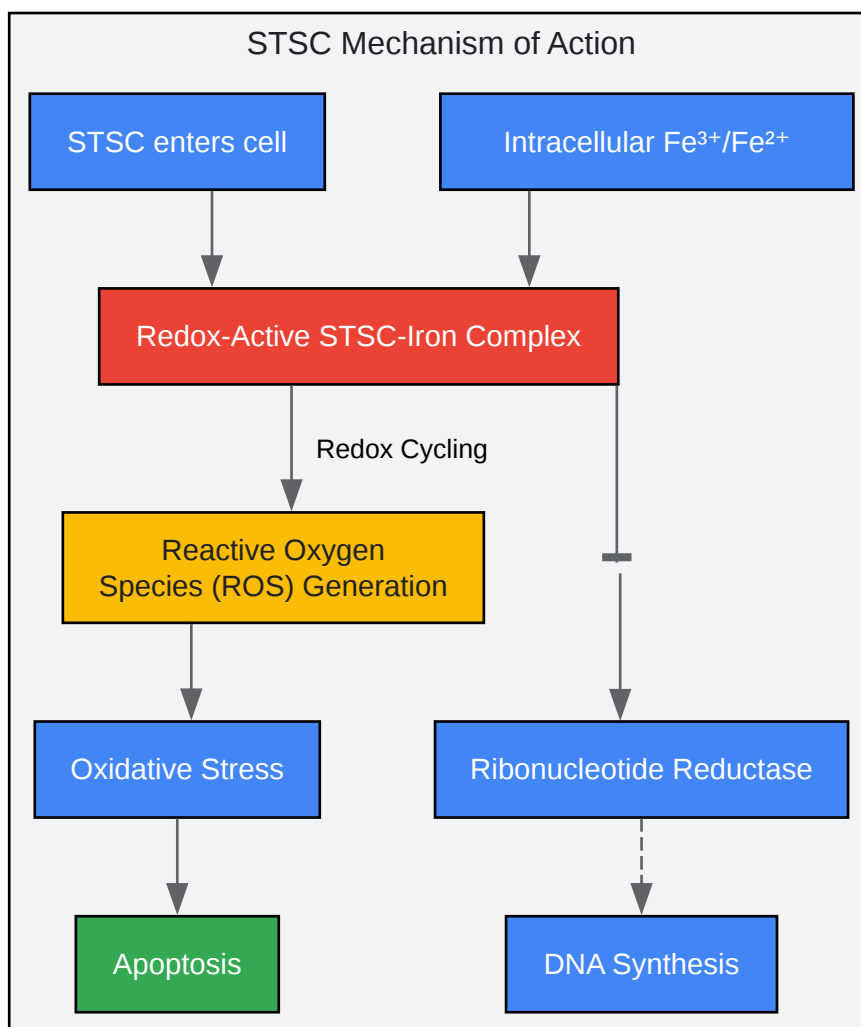 STSC Mechanism of Action
STSC enters cell
Intracellular Fe³⁺/Fe²⁺
Redox-Active STSC-Iron Complex
Redox Cycling
Reactive Oxygen
Species (ROS) Generation
Oxidative Stress
Ribonucleotide Reductase
Apoptosis
DNA Synthesis